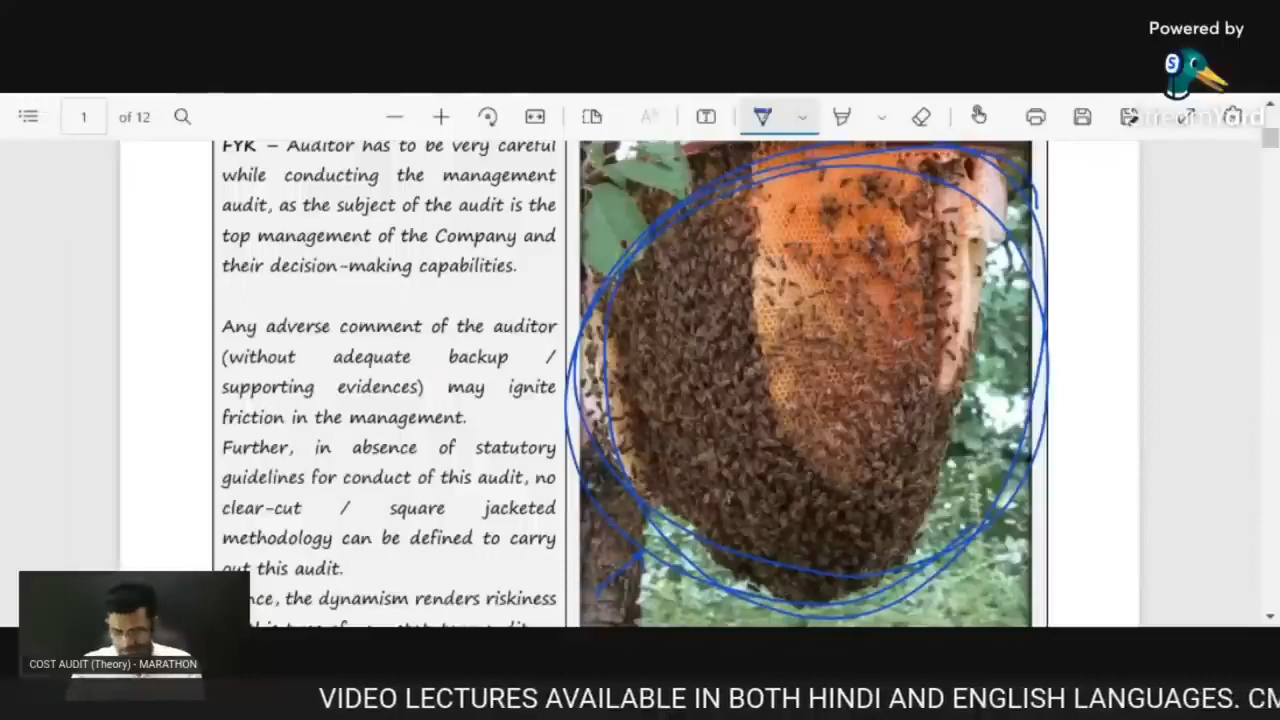 Powered by
1
of 12
FYK – Auditor has to be very careful
while conducting the management
audit, as the subject of the audit is the
top management of the Company and
their decision-making capabilities.
Any adverse comment of the auditor
(without adequate backup /
supporting evidences) may ignite
friction in the management.
Further, in absence of statutory
guidelines for conduct of this audit, no
clear-cut / square jacketed
methodology can be defined to carry
out this audit.
the dynamism renders riskiness
COST AUDIT (Theory) - MARATHON
VIDEO LECTURES AVAILABLE IN BOTH HINDI AND ENGLISH LANGUAGES. CM